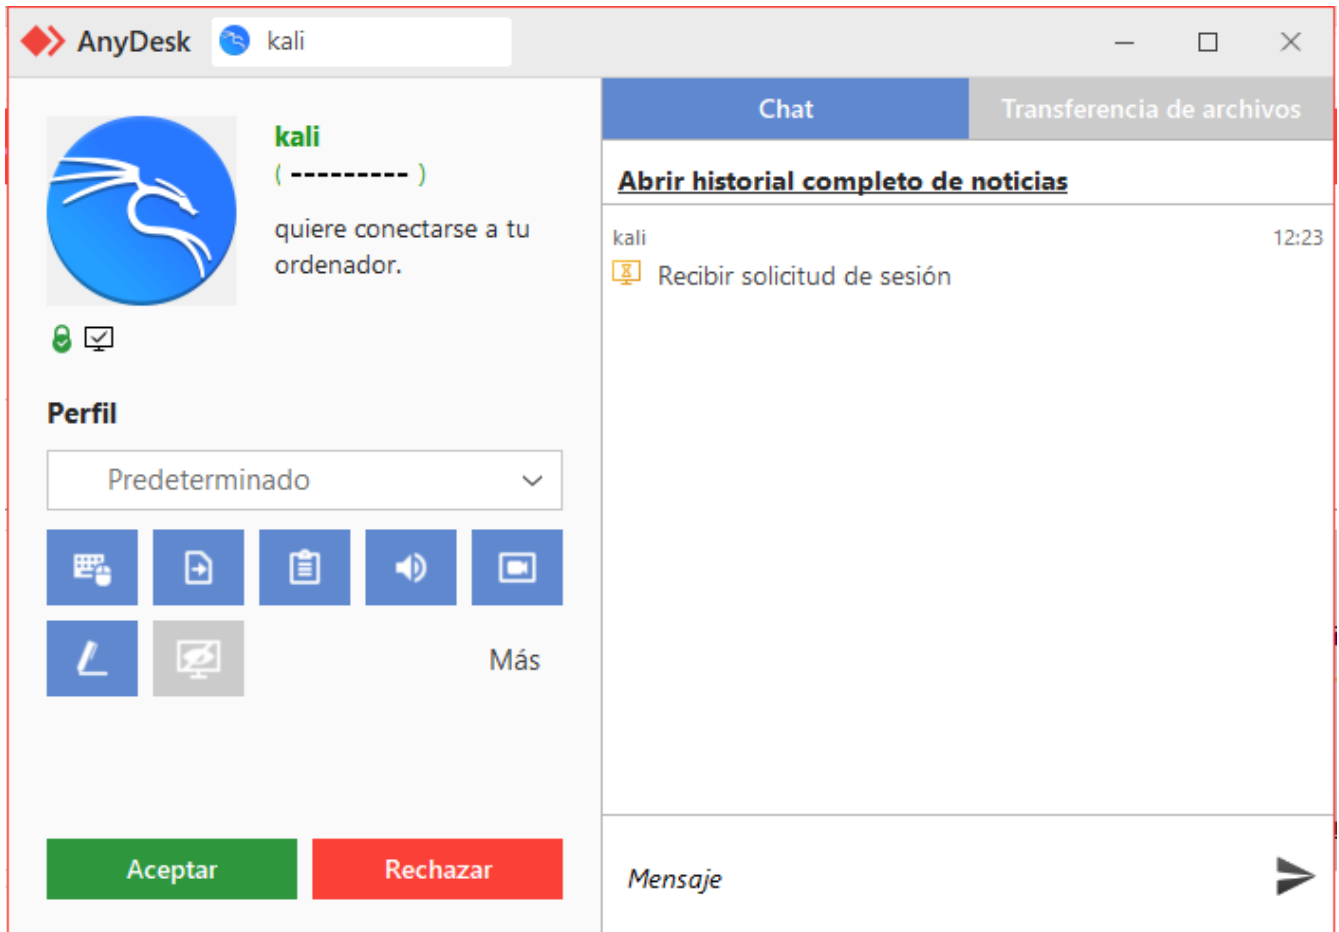 AnyDesk
kali
kali
( --------- )
quiere conectarse a tu
ordenador.
Perfil
Predeterminado
Más
Aceptar
Rechazar
Chat
Transferencia de archivos
Abrir historial completo de noticias
kali
12:23
Recibir solicitud de sesión
Mensaje